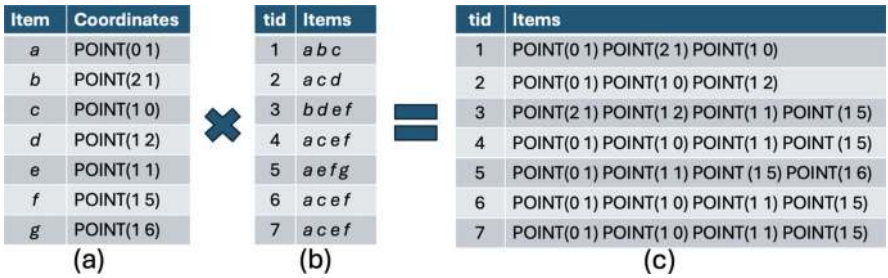 Item Coordinates
a POINT(0 1)
b POINT(2 1)
c POINT(1 0)
d POINT(1 2)
e POINT(1 1)
f POINT(1 5)
g POINT(1 6)
(a)
tid Items
1 a b c
2 a c d
3 b d e f
4 a c e f
5 a e f g
6 a c e f
7 a c e f
(b)
tid Items
1 POINT(0 1) POINT(2 1) POINT(1 0)
2 POINT(0 1) POINT(1 0) POINT(1 2)
3 POINT(2 1) POINT(1 2) POINT(1 1) POINT (1 5)
4 POINT(0 1) POINT(1 0) POINT(1 1) POINT (1 5)
5 POINT(0 1) POINT(1 1) POINT (1 5) POINT(1 6)
6 POINT(0 1) POINT(1 0) POINT(1 1) POINT(1 5)
7 POINT(0 1) POINT(1 0) POINT(1 1) POINT(1 5)
(c)